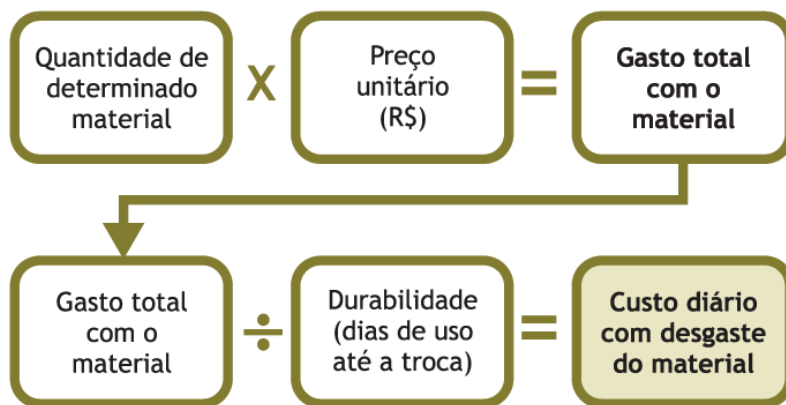 Quantidade de
determinado
material
X
Preço
unitário
(R$)
=
Gasto total
com o
material
Gasto total
com o
material
÷
Durabilidade
(dias de uso
até a troca)
=
Custo diário
com desgaste
do material